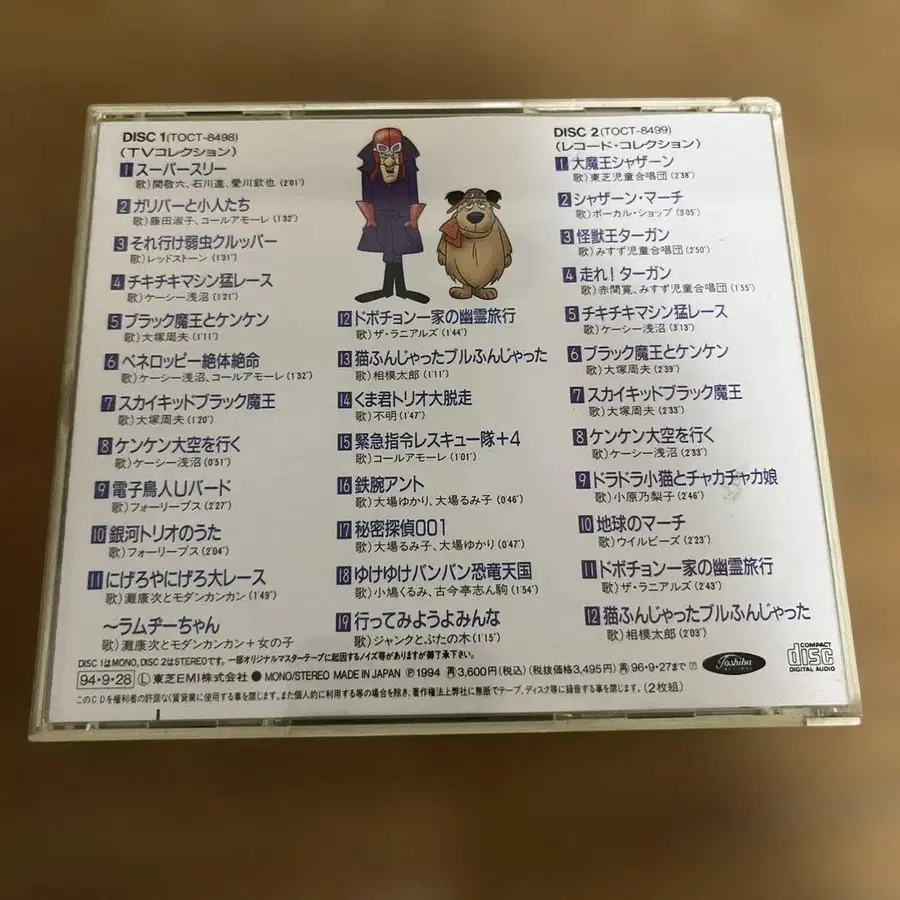 DISC 1(TOCT-8498)
(TVコレクション)
1 スーパースリー
歌)関敬六、石川進、愛川欽也(2'01")
2 ガリバーと小人たち
歌)藤田淑子、コールアモーレ(1'32")
3 それ行け弱虫クルッパー
歌)レッドストーン(1'31")
4 チキチキマシン猛レース
歌)ケーシー浅沼(1'21")
5 ブラック魔王とケンケン
歌)大塚周夫(1'11")
6 ペネロッピー絶体絶命
歌)ケーシー浅沼、コールアモーレ(1'32")
7 スカイキッドブラック魔王
歌)大塚周夫(1'20")
8 ケンケン大空を行く
歌)ケーシー浅沼(0'51")
9 電子鳥人Uバード
歌)フォーリーブス(2'27")
10 銀河トリオのうた
歌)フォーリーブス(2'04")
11 にげろやにげろ大レース
歌)灘康次とモダンカンカン(1'49")
～ラムヂーちゃん
歌)灘康次とモダンカンカン+女の子
12 ドボチョン一家の幽霊旅行
歌)ザ・ラニアルズ(1'44")
13 猫ふんじゃったブルふんじゃった
歌)相模太郎(1'11")
14 くま君トリオ大脱走
歌)不明(1'47")
15 緊急指令レスキュー隊+4
歌)コールアモーレ(1'01")
16 鉄腕アント
歌)大場ゆかり、大場るみ子(0'46")
17 秘密探偵001
歌)大場るみ子、大場ゆかり(0'47")
18 ゆけゆけバンバン恐竜天国
歌)小鳩くるみ、古今亭志ん駒(1'54")
19 行ってみようよみんな
歌)ジャンクとぶたの木(1'15")
DISC 2(TOCT-8499)
(レコード・コレクション)
1 大魔王シャザーン
歌)東芝児童合唱団(2'38")
2 シャザーン・マーチ
歌)ボーカル・ショップ(3'05")
3 怪獣王ターガン
歌)みすず児童合唱団(2'50")
4 走れ!ターガン
歌)赤間寛、みすず児童合唱団(1'55")
5 チキチキマシン猛レース
歌)ケーシー浅沼(3'13")
6 ブラック魔王とケンケン
歌)大塚周夫(2'39")
7 スカイキッドブラック魔王
歌)大塚周夫(2'33")
8 ケンケン大空を行く
歌)ケーシー浅沼(2'33")
9 ドラドラ小猫とチャカチャカ娘
歌)小原乃梨子(2'46")
10 地球のマーチ
歌)ウイルビーズ(2'23")
11 ドボチョン一家の幽霊旅行
歌)ザ・ラニアルズ(2'43")
12 猫ふんじゃったブルふんじゃった
歌)相模太郎(2'03")
DISC 1はMONO、DISC 2はSTEREOです。一部オリジナルマスターテープに起因するノイズ等がありますが御了承下さい。
94・9・28 Ⓛ東芝EMI株式会社 ● MONO/STEREO MADE IN JAPAN Ⓟ1994 再3,600円(税込)(税抜価格3,495円)再96・9・27まで
このCDを権利者の許諾なく賃貸業に使用する事を禁じます。また個人的に利用する等の場合を除き、著作権法上弊社に無断でテープ、ディスク等に録音する事を禁じます。(2枚組)
Toshiba
RECORDS
COMPACT
disc
DIGITAL AUDIO